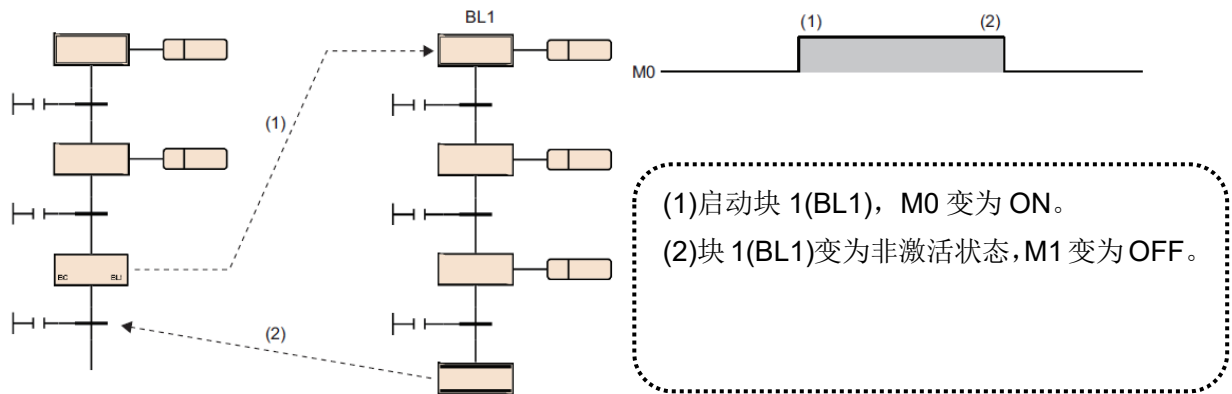 BL1
(1)
(2)
M0
(1)
BC BLI
(2)
(1)启动块 1(BL1)，M0 变为 ON。
(2)块 1(BL1)变为非激活状态，M1 变为 OFF。